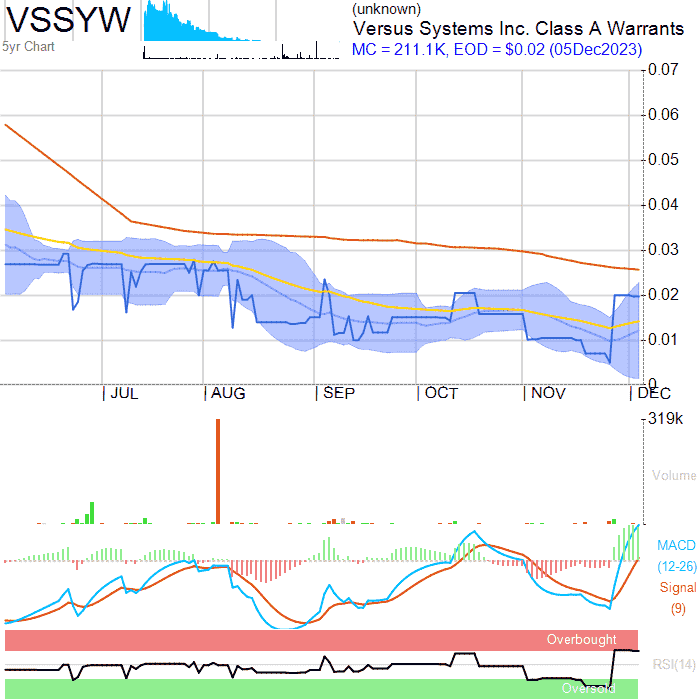 VSSYW
5yr Chart
(unknown)
Versus Systems Inc. Class A Warrants
MC = 211.1K, EOD = $0.02 (05Dec2023)
0.07
0.06
0.05
0.04
0.03
0.02
0.01
0
JUL AUG SEP OCT NOV DEC
319k
Volume
MACD
(12-26)
Signal
(9)
Overbought
RSI(14)
Oversold